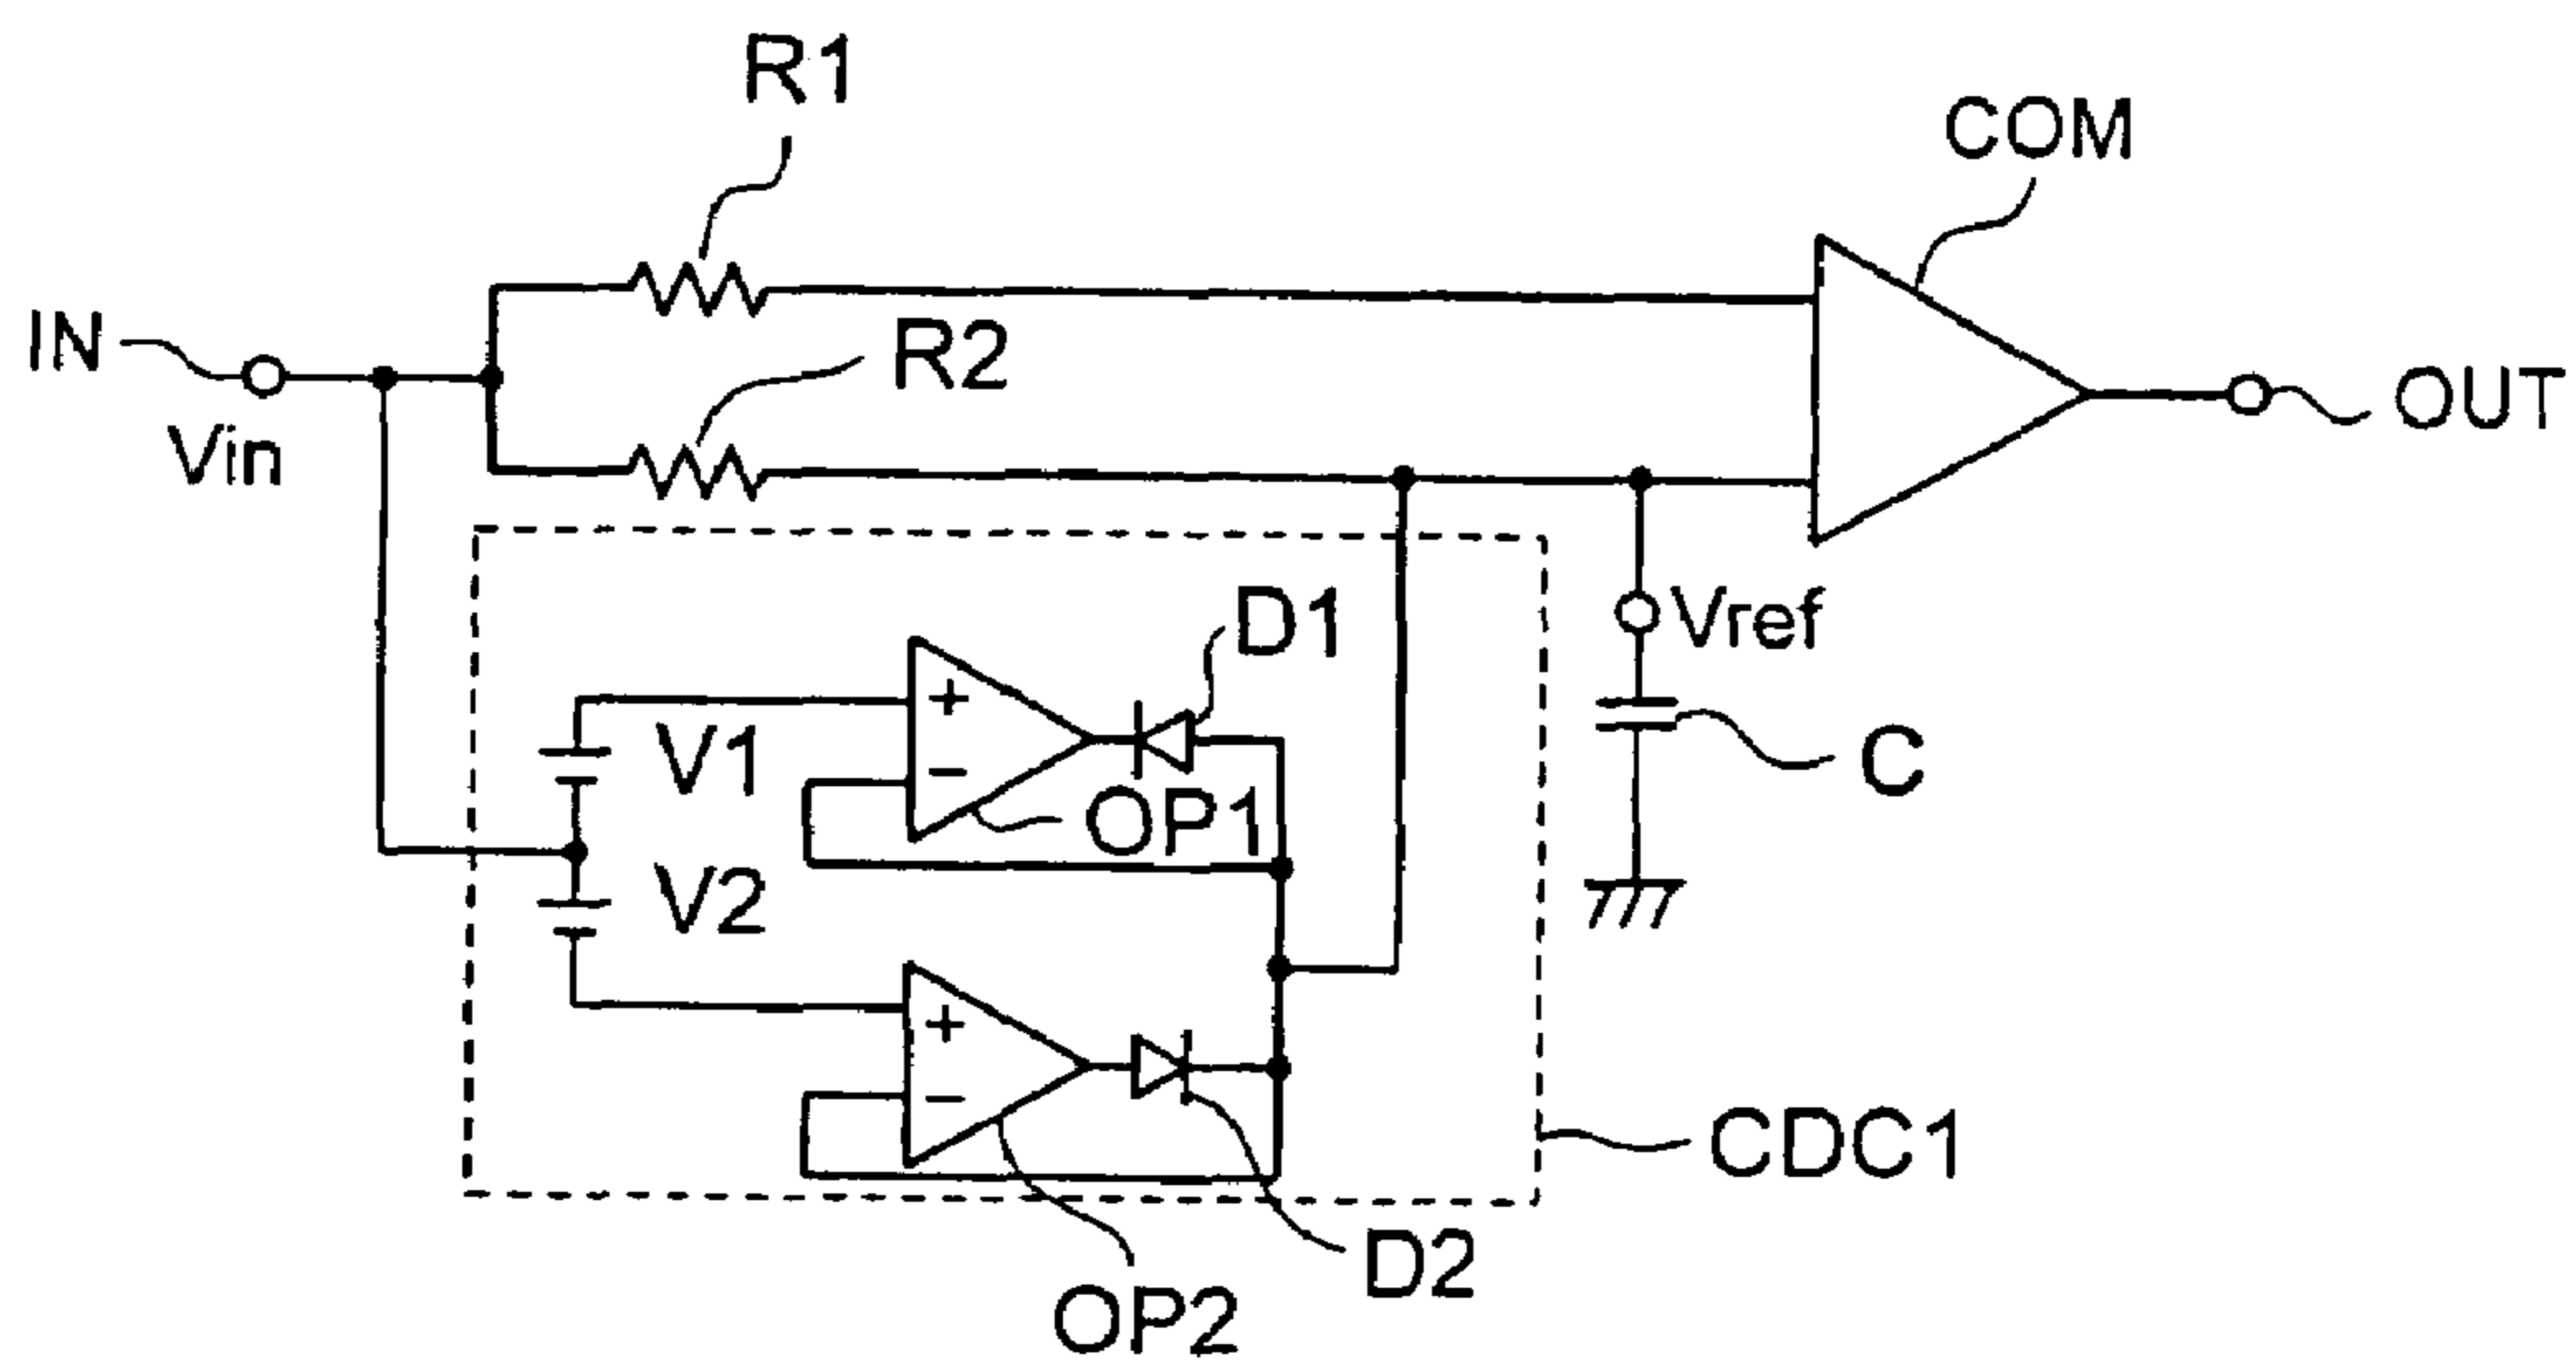 R1
COM
IN
R2
OUT
Vin
D1
Vref
+
V1
C
−
OP1
V2
+
−
CDC1
D2
OP2